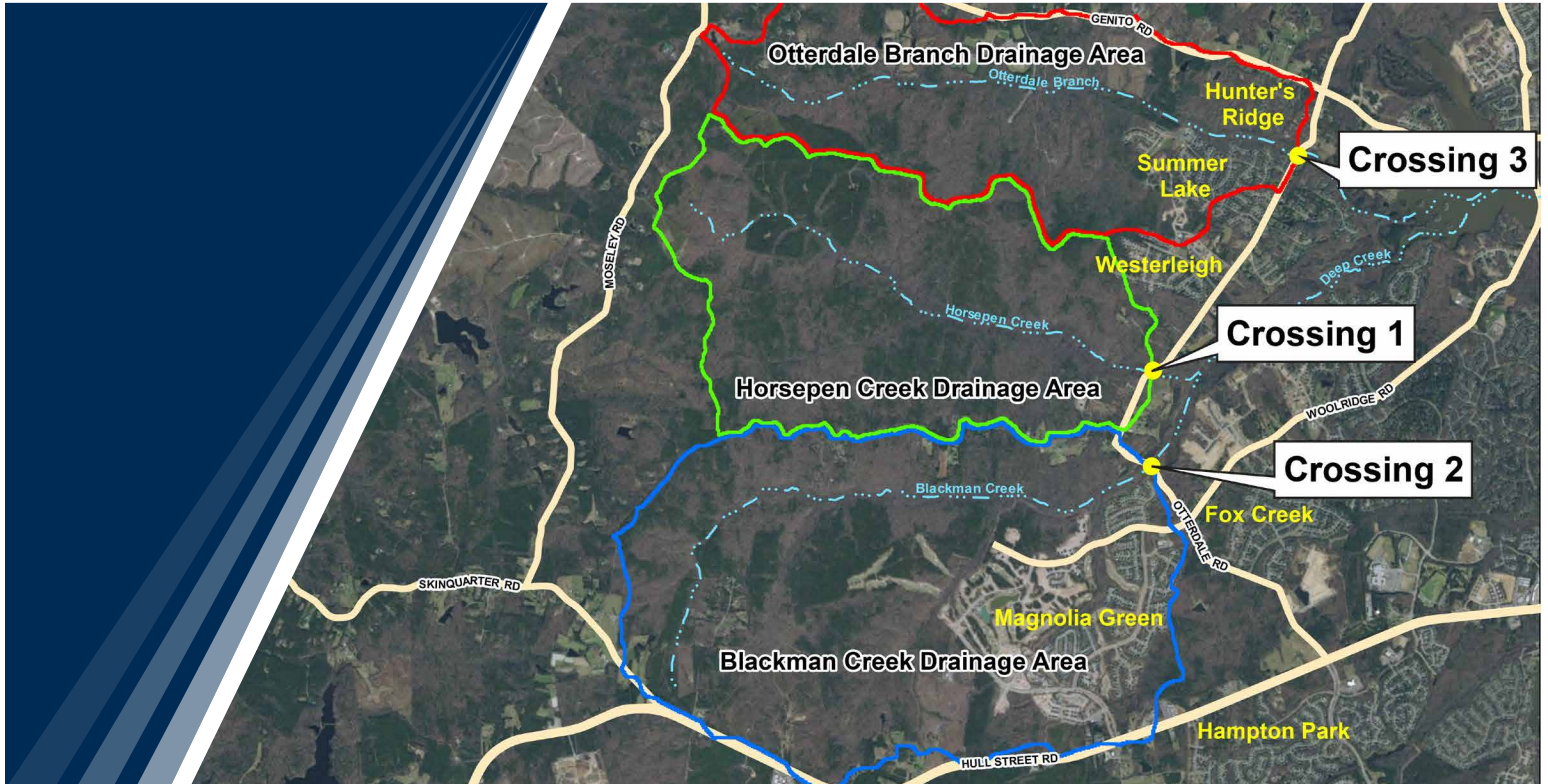 GENITO RD
Otterdale Branch Drainage Area
Otterdale Branch
Hunter's
Ridge
Crossing 3
Summer
Lake
MOSELEY RD
Westerleigh
Deep Creek
Horsepen Creek
Crossing 1
Horsepen Creek Drainage Area
WOOLRIDGE RD
Crossing 2
Blackman Creek
Fox Creek
OTTERDALE RD
SKINQUARTER RD
Magnolia Green
Blackman Creek Drainage Area
Hampton Park
HULL STREET RD